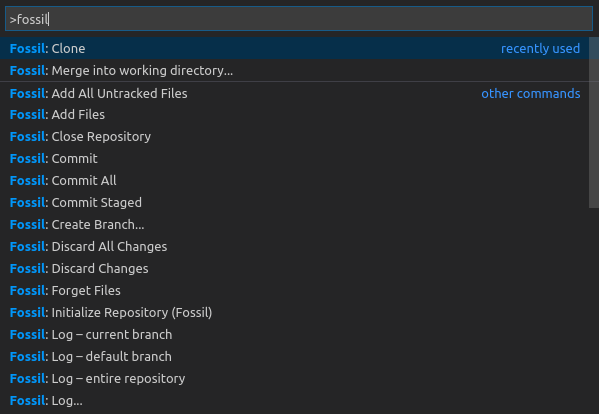 >fossil
Fossil: Clone recently used
Fossil: Merge into working directory...
Fossil: Add All Untracked Files other commands
Fossil: Add Files
Fossil: Close Repository
Fossil: Commit
Fossil: Commit All
Fossil: Commit Staged
Fossil: Create Branch...
Fossil: Discard All Changes
Fossil: Discard Changes
Fossil: Forget Files
Fossil: Initialize Repository (Fossil)
Fossil: Log – current branch
Fossil: Log – default branch
Fossil: Log – entire repository
Fossil: Log...